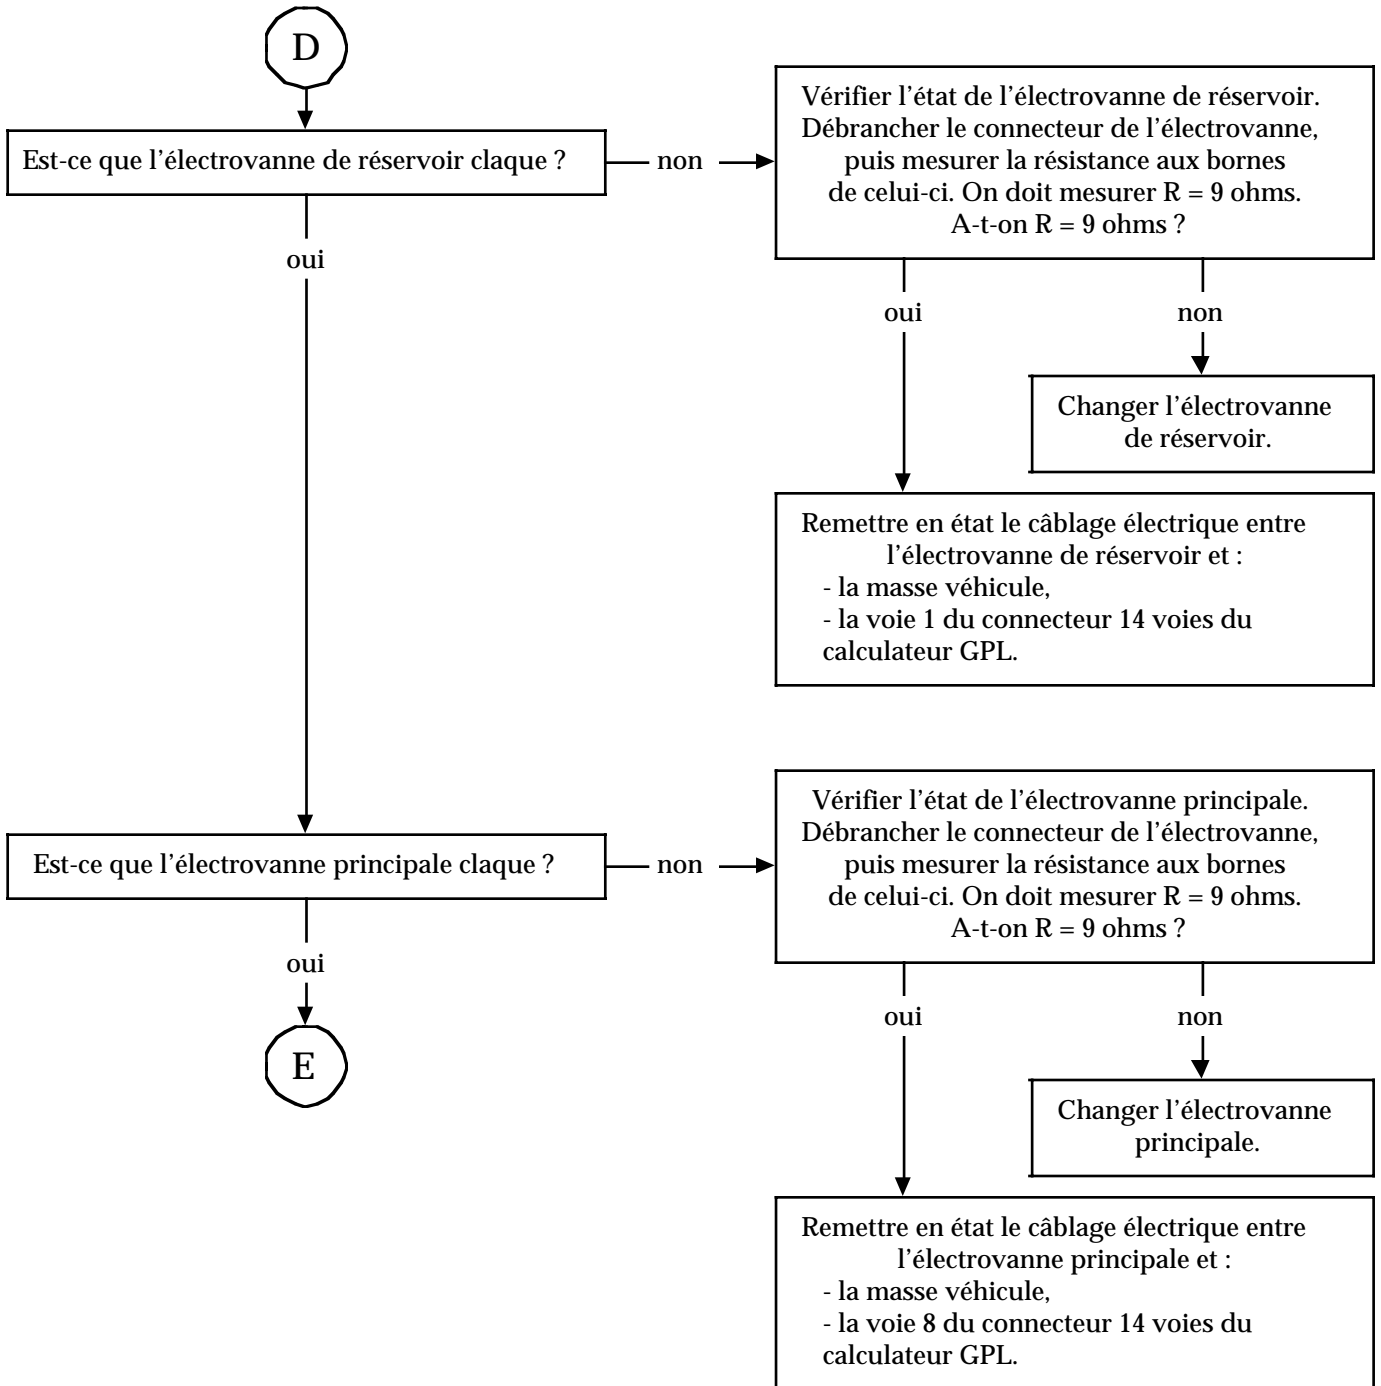 D
Est-ce que l'électrovanne de réservoir claque ?
non
Vérifier l'état de l'électrovanne de réservoir.
Débrancher le connecteur de l'électrovanne,
puis mesurer la résistance aux bornes
de celui-ci. On doit mesurer R = 9 ohms.
A-t-on R = 9 ohms ?
oui
oui
non
Changer l'électrovanne
de réservoir.
Remettre en état le câblage électrique entre
l'électrovanne de réservoir et :
- la masse véhicule,
- la voie 1 du connecteur 14 voies du
calculateur GPL.
Est-ce que l'électrovanne principale claque ?
non
Vérifier l'état de l'électrovanne principale.
Débrancher le connecteur de l'électrovanne,
puis mesurer la résistance aux bornes
de celui-ci. On doit mesurer R = 9 ohms.
A-t-on R = 9 ohms ?
oui
E
oui
non
Changer l'électrovanne
principale.
Remettre en état le câblage électrique entre
l'électrovanne principale et :
- la masse véhicule,
- la voie 8 du connecteur 14 voies du
calculateur GPL.